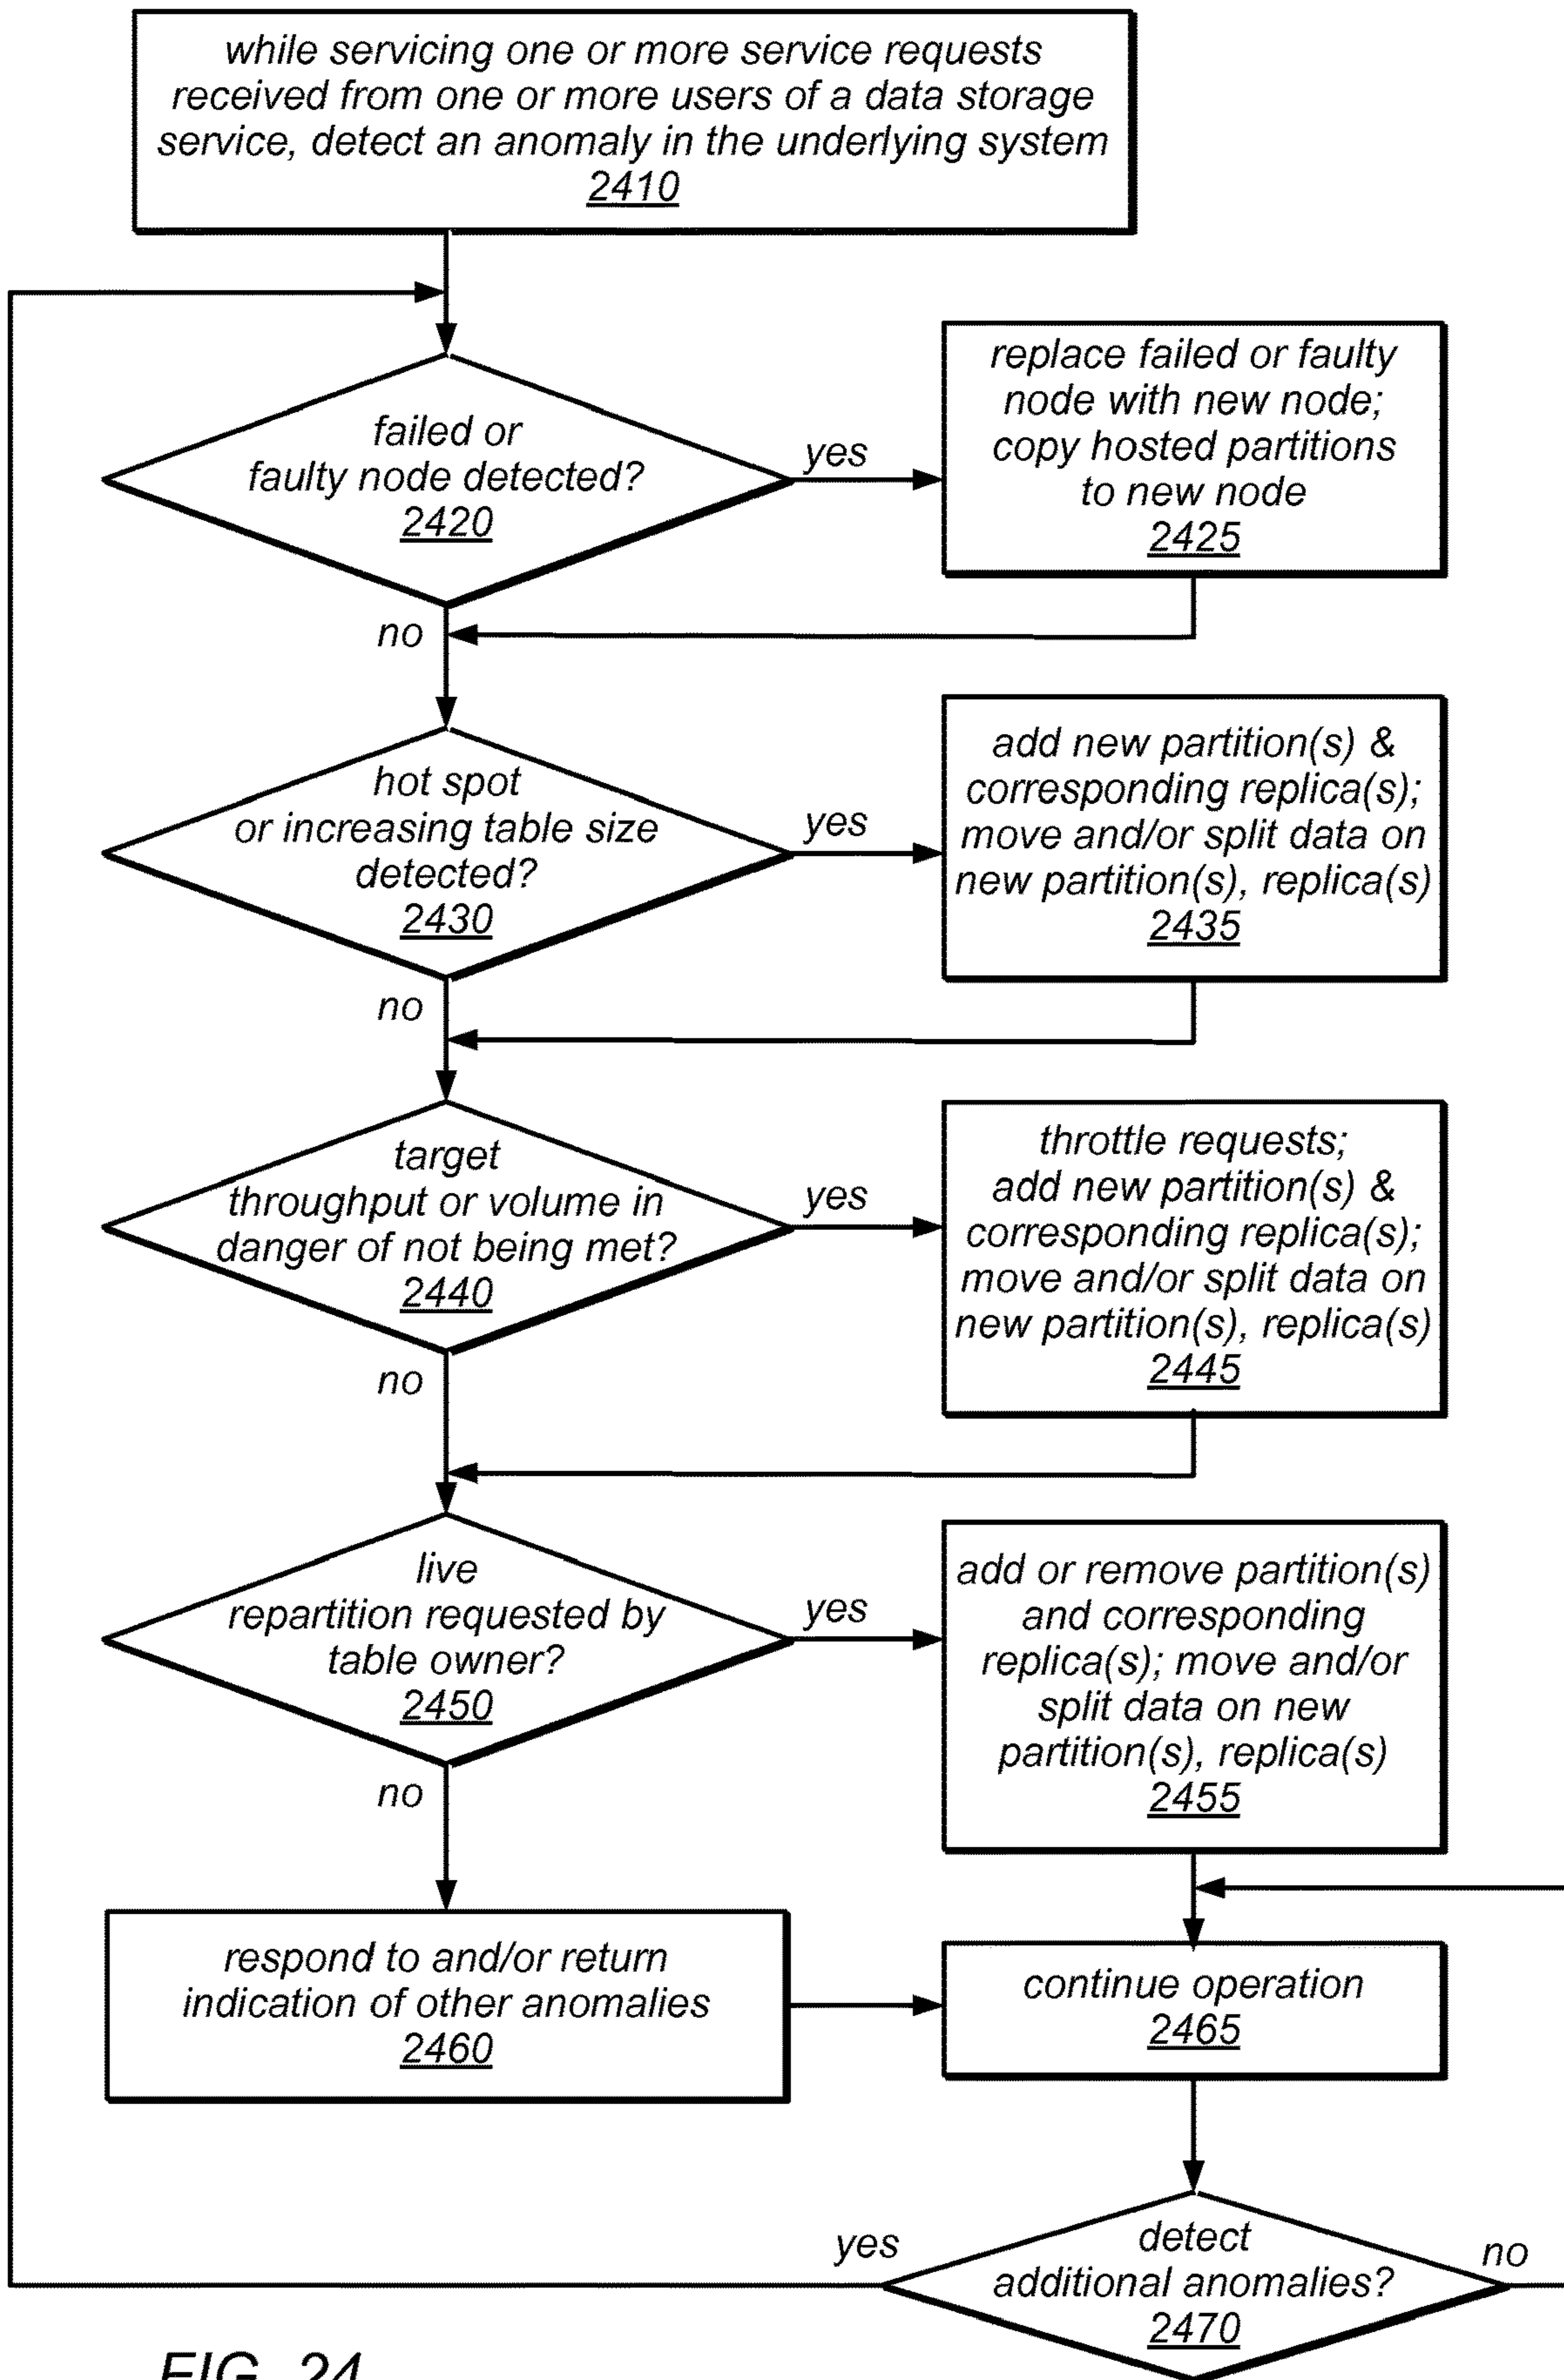 while servicing one or more service requests
received from one or more users of a data storage
service, detect an anomaly in the underlying system
2410
failed or
faulty node detected?
2420
yes
replace failed or faulty
node with new node;
copy hosted partitions
to new node
2425
no
hot spot
or increasing table size
detected?
2430
yes
add new partition(s) &
corresponding replica(s);
move and/or split data on
new partition(s), replica(s)
2435
no
target
throughput or volume in
danger of not being met?
2440
yes
throttle requests;
add new partition(s) &
corresponding replica(s);
move and/or split data on
new partition(s), replica(s)
2445
no
live
repartition requested by
table owner?
2450
yes
add or remove partition(s)
and corresponding
replica(s); move and/or
split data on new
partition(s), replica(s)
2455
no
respond to and/or return
indication of other anomalies
2460
continue operation
2465
yes
detect
additional anomalies?
2470
no
FIG. 24